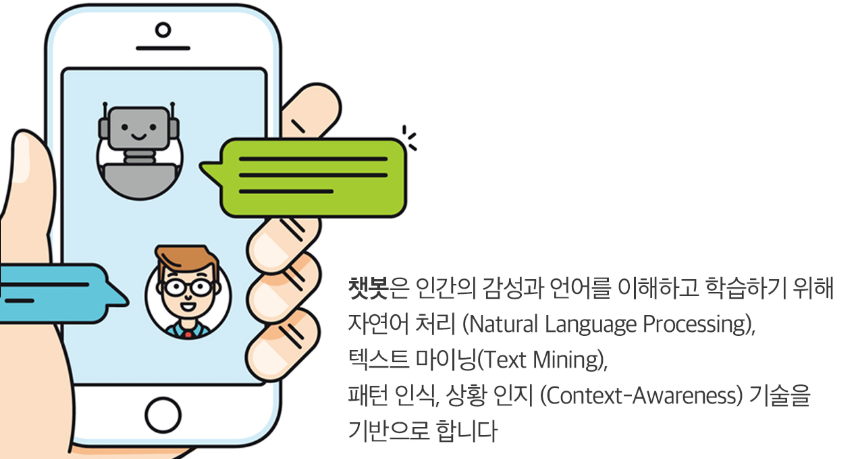 챗봇은 인간의 감성과 언어를 이해하고 학습하기 위해
자연어 처리 (Natural Language Processing),
텍스트 마이닝(Text Mining),
패턴 인식, 상황 인지 (Context-Awareness) 기술을
기반으로 합니다